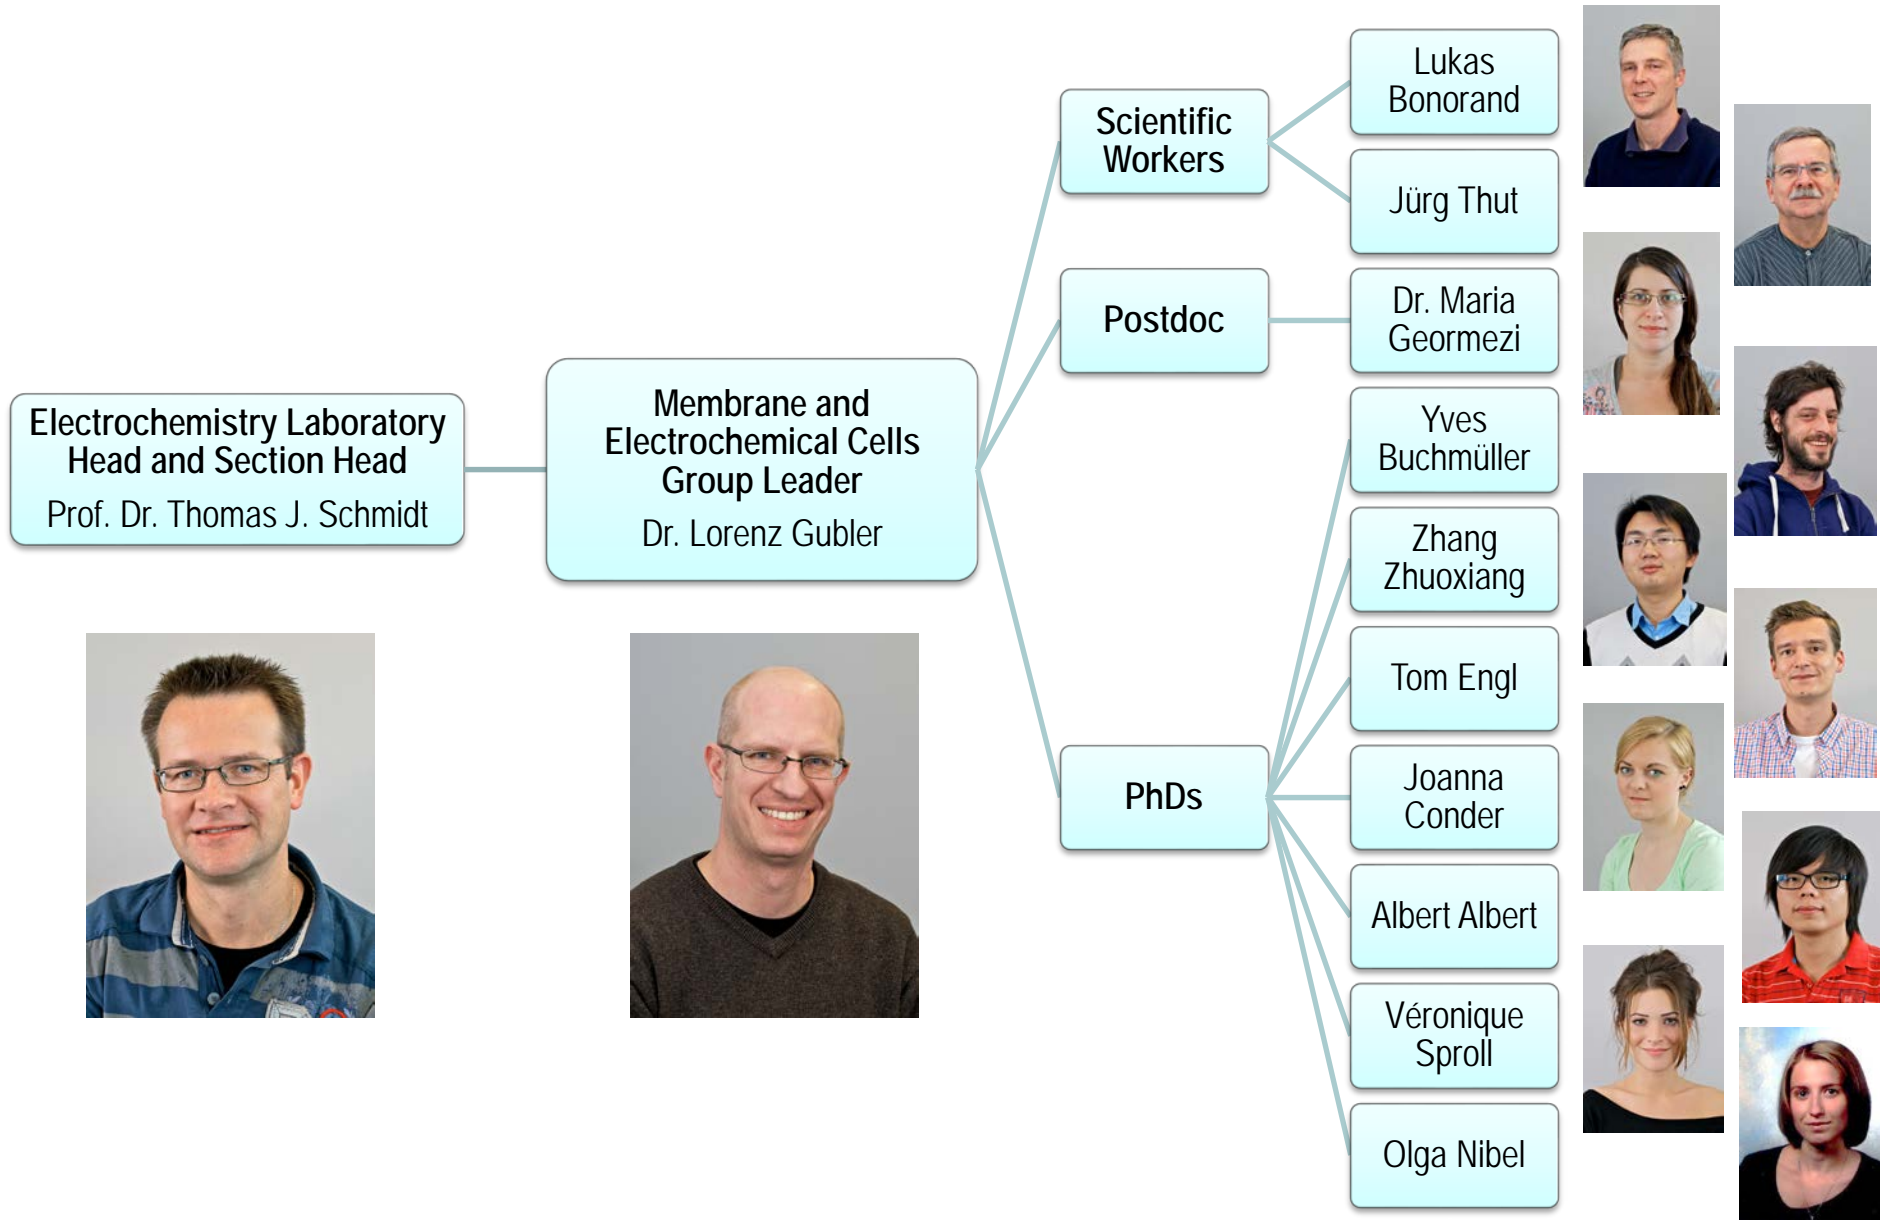 Electrochemistry Laboratory
Head and Section Head
Prof. Dr. Thomas J. Schmidt
Membrane and
Electrochemical Cells
Group Leader
Dr. Lorenz Gubler
Scientific
Workers
Postdoc
PhDs
Lukas
Bonorand
Jürg Thut
Dr. Maria
Geormezi
Yves
Buchmüller
Zhang
Zhuoxiang
Tom Engl
Joanna
Conder
Albert Albert
Véronique
Sproll
Olga Nibel